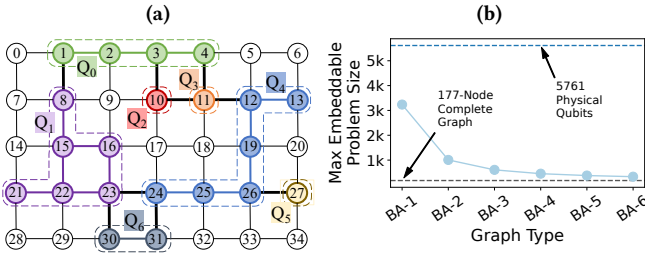 (a)
0 1 2 3 4 5 6
Q0
Q3
Q4
7 8 9 10 11 12 13
Q1
Q2
14 15 16 17 18 19 20
21 22 23 24 25 26 27
Q6
Q5
28 29 30 31 32 33 34
(b)
Max Embeddable
Problem Size
5k
4k
3k
2k
1k
177-Node
Complete
Graph
5761
Physical
Qubits
BA-1 BA-2 BA-3 BA-4 BA-5 BA-6
Graph Type